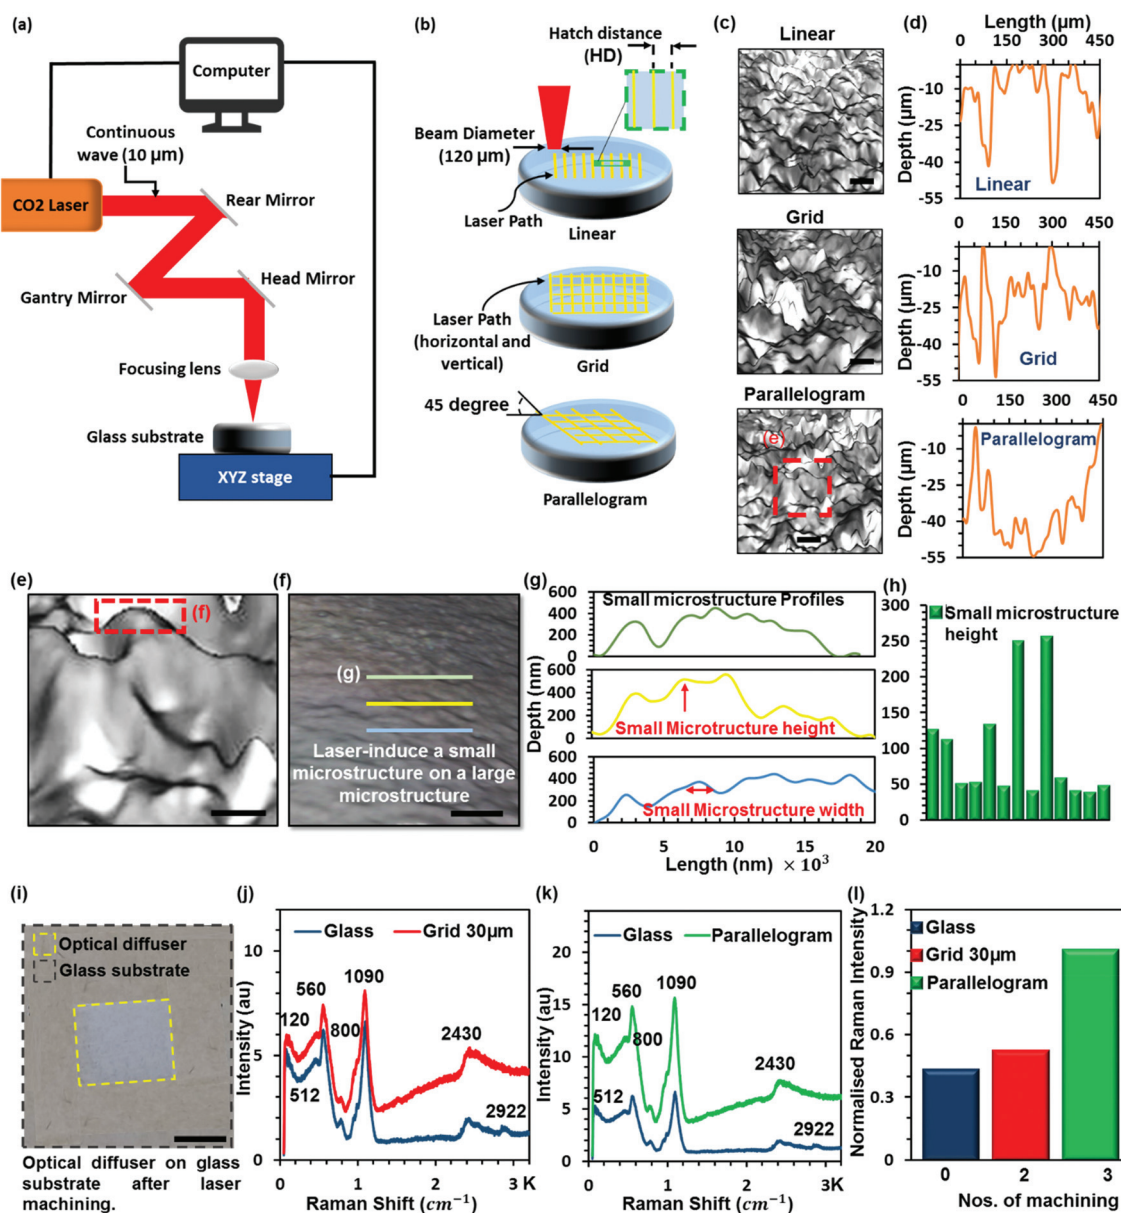 (a)
Computer
Continuous
wave (10 µm)
CO2 Laser
Rear Mirror
Head Mirror
Gantry Mirror
Focusing lens
Glass substrate
XYZ stage
(b)
Hatch distance
(HD)
Beam Diameter
(120 µm)
Laser Path
Linear
Laser Path
(horizontal and
vertical)
Grid
45 degree
Parallelogram
(c)
Linear
Grid
Parallelogram
(e)
(d)
Length (µm)
0 150 300 450
-10
-25
-40
-55
Depth (µm)
Linear
0 150 300 450
-10
-25
-40
-55
Depth (µm)
Grid
0 150 300 450
-10
-25
-40
-55
Depth (µm)
Parallelogram
(e)
(f)
(f)
(g)
Laser-induce a small
microstructure on a large
microstructure
(g)
600
400
200
0
Small microstructure Profiles
600
400
200
0
Small Microtructure height
600
400
200
0
Small Microstructure width
Depth (nm)
0 5 10 15 20
Length (nm) × 10³
(h)
300
250
200
150
100
50
0
Small microstructure
height
(i)
Optical diffuser
Glass substrate
Optical diffuser on glass
substrate after laser
machining.
(j)
10
5
0
Intensity (au)
Glass Grid 30µm
120
560
800
1090
512
2430
2922
0 1 2 3 K
Raman Shift (cm⁻¹)
(k)
20
15
10
5
0
Intensity (au)
Glass Parallelogram
120
560
800
1090
512
2430
2922
0 1 2 3K
Raman Shift (cm⁻¹)
(l)
1.2
0.9
0.6
0.3
0
Normalised Raman Intensity
Glass
Grid 30µm
Parallelogram
0 2 3
Nos. of machining